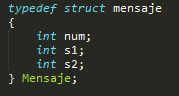 typedef struct mensaje
{
    int num;
    int s1;
    int s2;
} Mensaje;